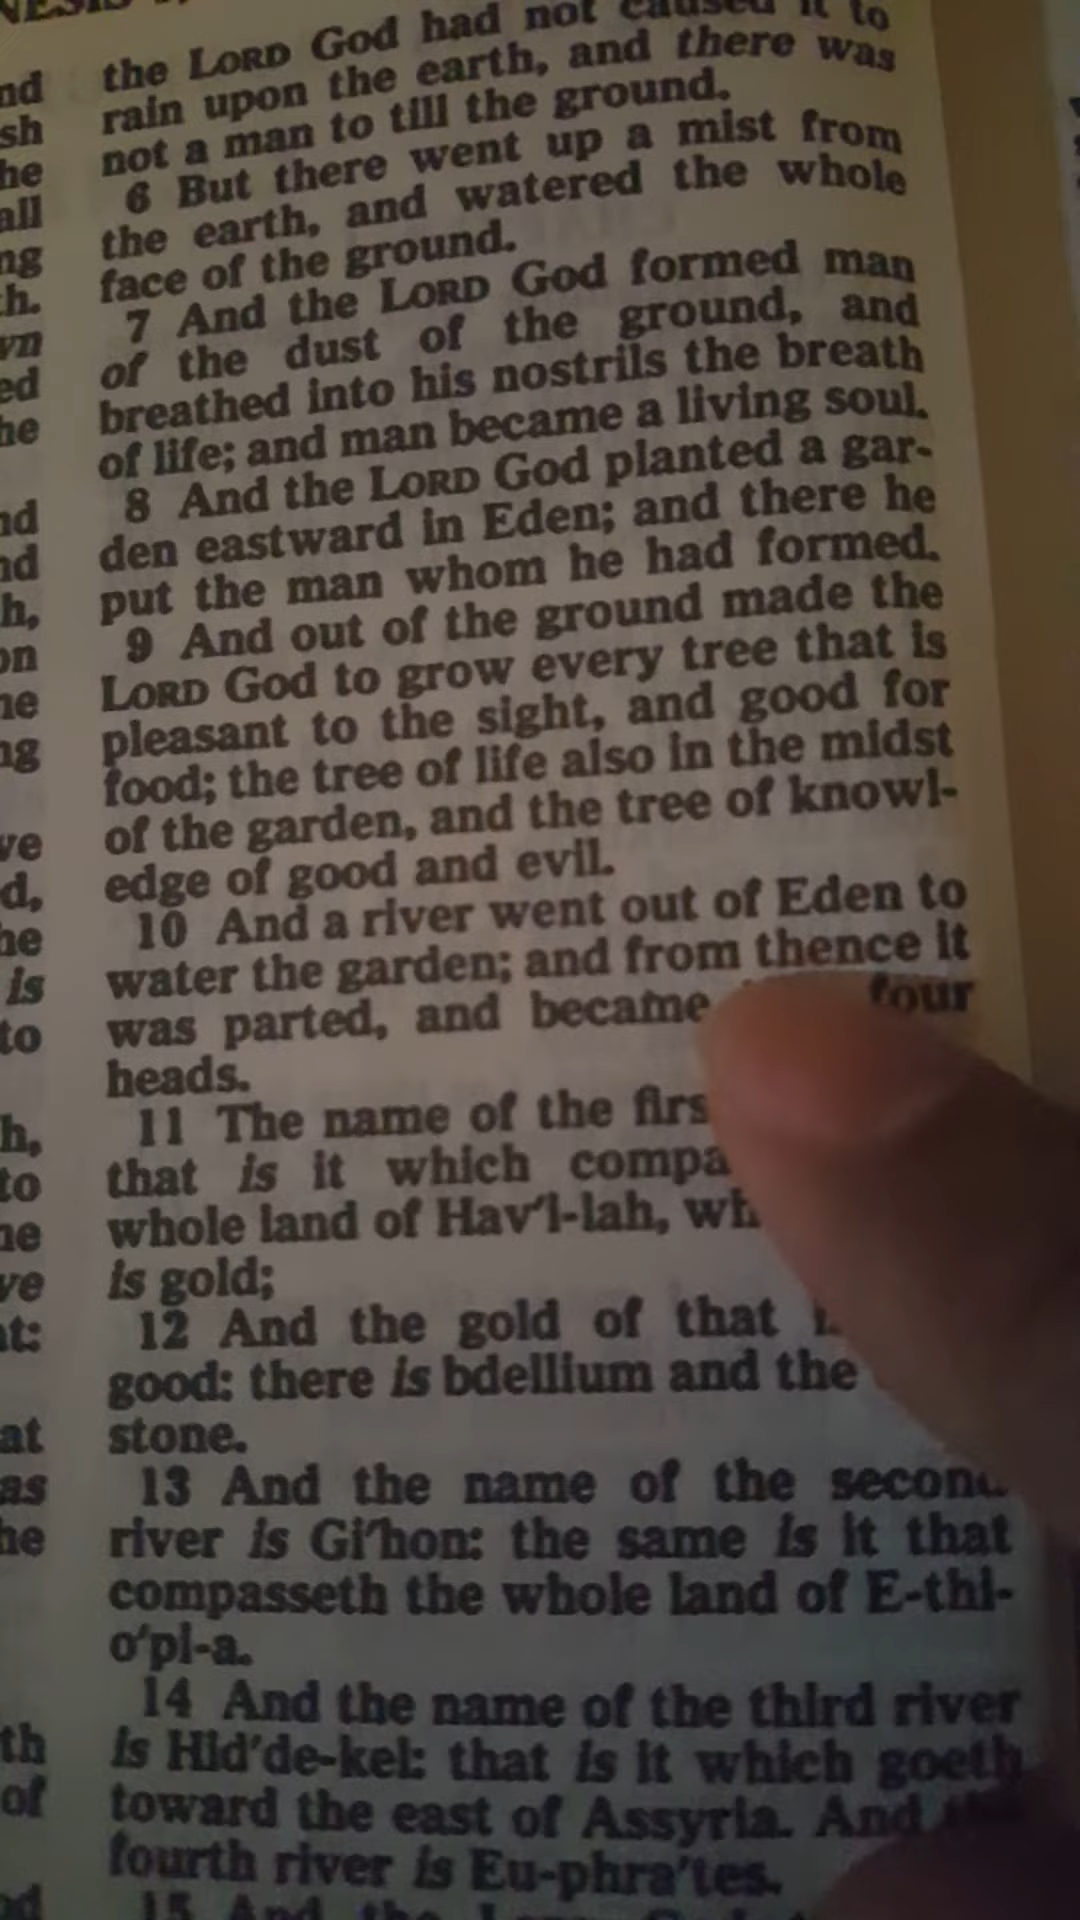 NESIS
the LORD God had not caused it to
rain upon the earth, and there was
not a man to till the ground.
6 But there went up a mist from
the earth, and watered the whole
face of the ground.
7 And the LORD God formed man
of the dust of the ground, and
breathed into his nostrils the breath
of life; and man became a living soul.
8 And the LORD God planted a gar-
den eastward in Eden; and there he
put the man whom he had formed.
9 And out of the ground made the
LORD God to grow every tree that is
pleasant to the sight, and good for
food; the tree of life also in the midst
of the garden, and the tree of knowl-
edge of good and evil.
10 And a river went out of Eden to
water the garden; and from thence it
was parted, and became four
heads.
11 The name of the firs
that is it which compa
whole land of Hav'i-lah, wh
is gold;
12 And the gold of that
good: there is bdellium and the
stone.
13 And the name of the second
river is Gi'hon: the same is it that
compasseth the whole land of E-thi-
o'pi-a.
14 And the name of the third river
is Hid'de-kel: that is it which goeth
toward the east of Assyria. And the
fourth river is Eu-phra'tes.
15 And the